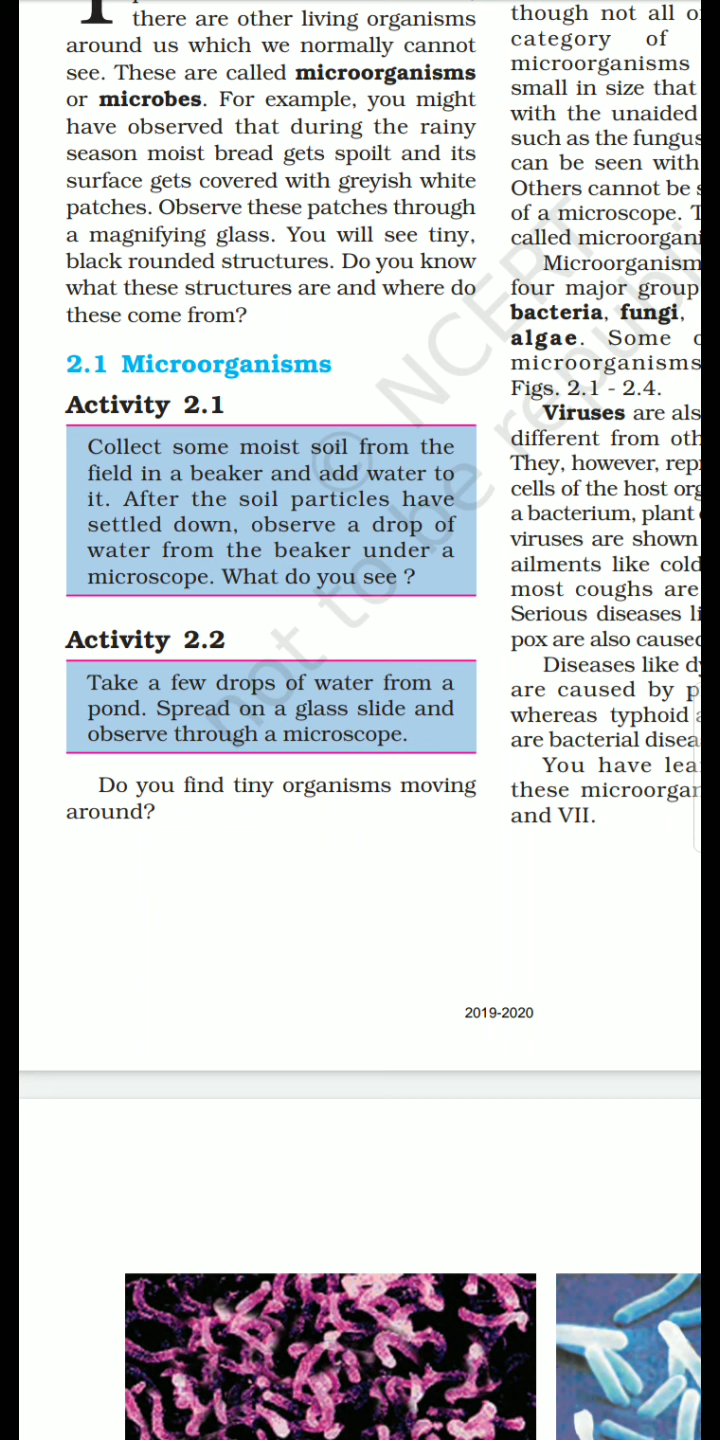 there are other living organisms
around us which we normally cannot
see. These are called microorganisms
or microbes. For example, you might
have observed that during the rainy
season moist bread gets spoilt and its
surface gets covered with greyish white
patches. Observe these patches through
a magnifying glass. You will see tiny,
black rounded structures. Do you know
what these structures are and where do
these come from?
2.1 Microorganisms
Activity 2.1
Collect some moist soil from the
field in a beaker and add water to
it. After the soil particles have
settled down, observe a drop of
water from the beaker under a
microscope. What do you see ?
Activity 2.2
Take a few drops of water from a
pond. Spread on a glass slide and
observe through a microscope.
Do you find tiny organisms moving
around?
though not all
category of
microorganisms
small in size that
with the unaided
such as the fungus
can be seen with
Others cannot be
of a microscope.
called
Microorganism
four major group
bacteria, fungi,
algae. Some
microorganisms
Figs. 2.1 - 2.4.
Viruses are
different from
They, however,
cells of the host
a bacterium, plant
viruses are shown
ailments like cold
most coughs are
Serious diseases
pox are also
Diseases like
are caused by
whereas typhoid
are bacterial
You have
these
and VII.
© NCERT
not to be
2019-2020